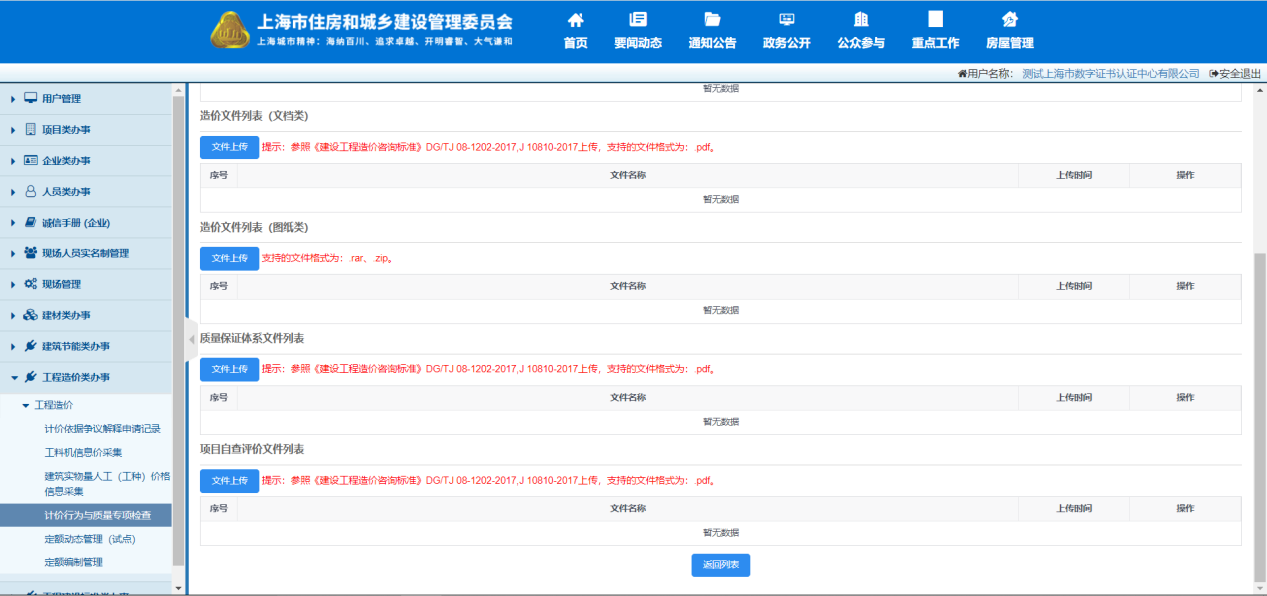 上海市住房和城乡建设管理委员会
上海城市精神：海纳百川、追求卓越、开明睿智、大气谦和
首页
要闻动态
通知公告
政务公开
公众参与
重点工作
房屋管理
用户名称： 测试上海市数字证书认证中心有限公司 安全退出
用户管理
项目类办事
企业类办事
人员类办事
诚信手册 (企业)
现场人员实名制管理
现场管理
建材类办事
建筑节能类办事
工程造价类办事
工程造价
计价依据争议解释申请记录
工料机信息价采集
建筑实物量人工（工种）价格
信息采集
计价行为与质量专项检查
定额动态管理（试点）
定额编制管理
暂无数据
造价文件列表（文档类）
文件上传 提示：参照《建设工程造价咨询标准》DG/TJ 08-1202-2017,J 10810-2017上传，支持的文件格式为：.pdf。
序号 文件名称 上传时间 操作
暂无数据
造价文件列表（图纸类）
文件上传 支持的文件格式为：.rar、.zip。
序号 文件名称 上传时间 操作
暂无数据
质量保证体系文件列表
文件上传 提示：参照《建设工程造价咨询标准》DG/TJ 08-1202-2017,J 10810-2017上传，支持的文件格式为：.pdf。
序号 文件名称 上传时间 操作
暂无数据
项目自查评价文件列表
文件上传 提示：参照《建设工程造价咨询标准》DG/TJ 08-1202-2017,J 10810-2017上传，支持的文件格式为：.pdf。
序号 文件名称 上传时间 操作
暂无数据
返回列表